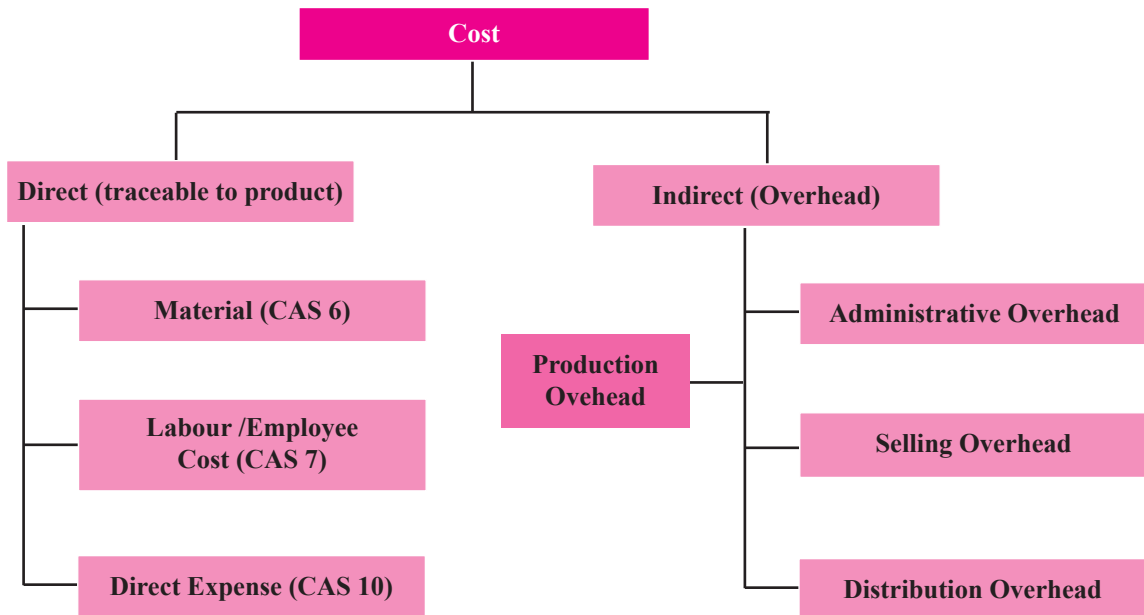 Cost
Direct (traceable to product)
Indirect (Overhead)
Material (CAS 6)
Labour /Employee
Cost (CAS 7)
Direct Expense (CAS 10)
Production
Ovehead
Administrative Overhead
Selling Overhead
Distribution Overhead